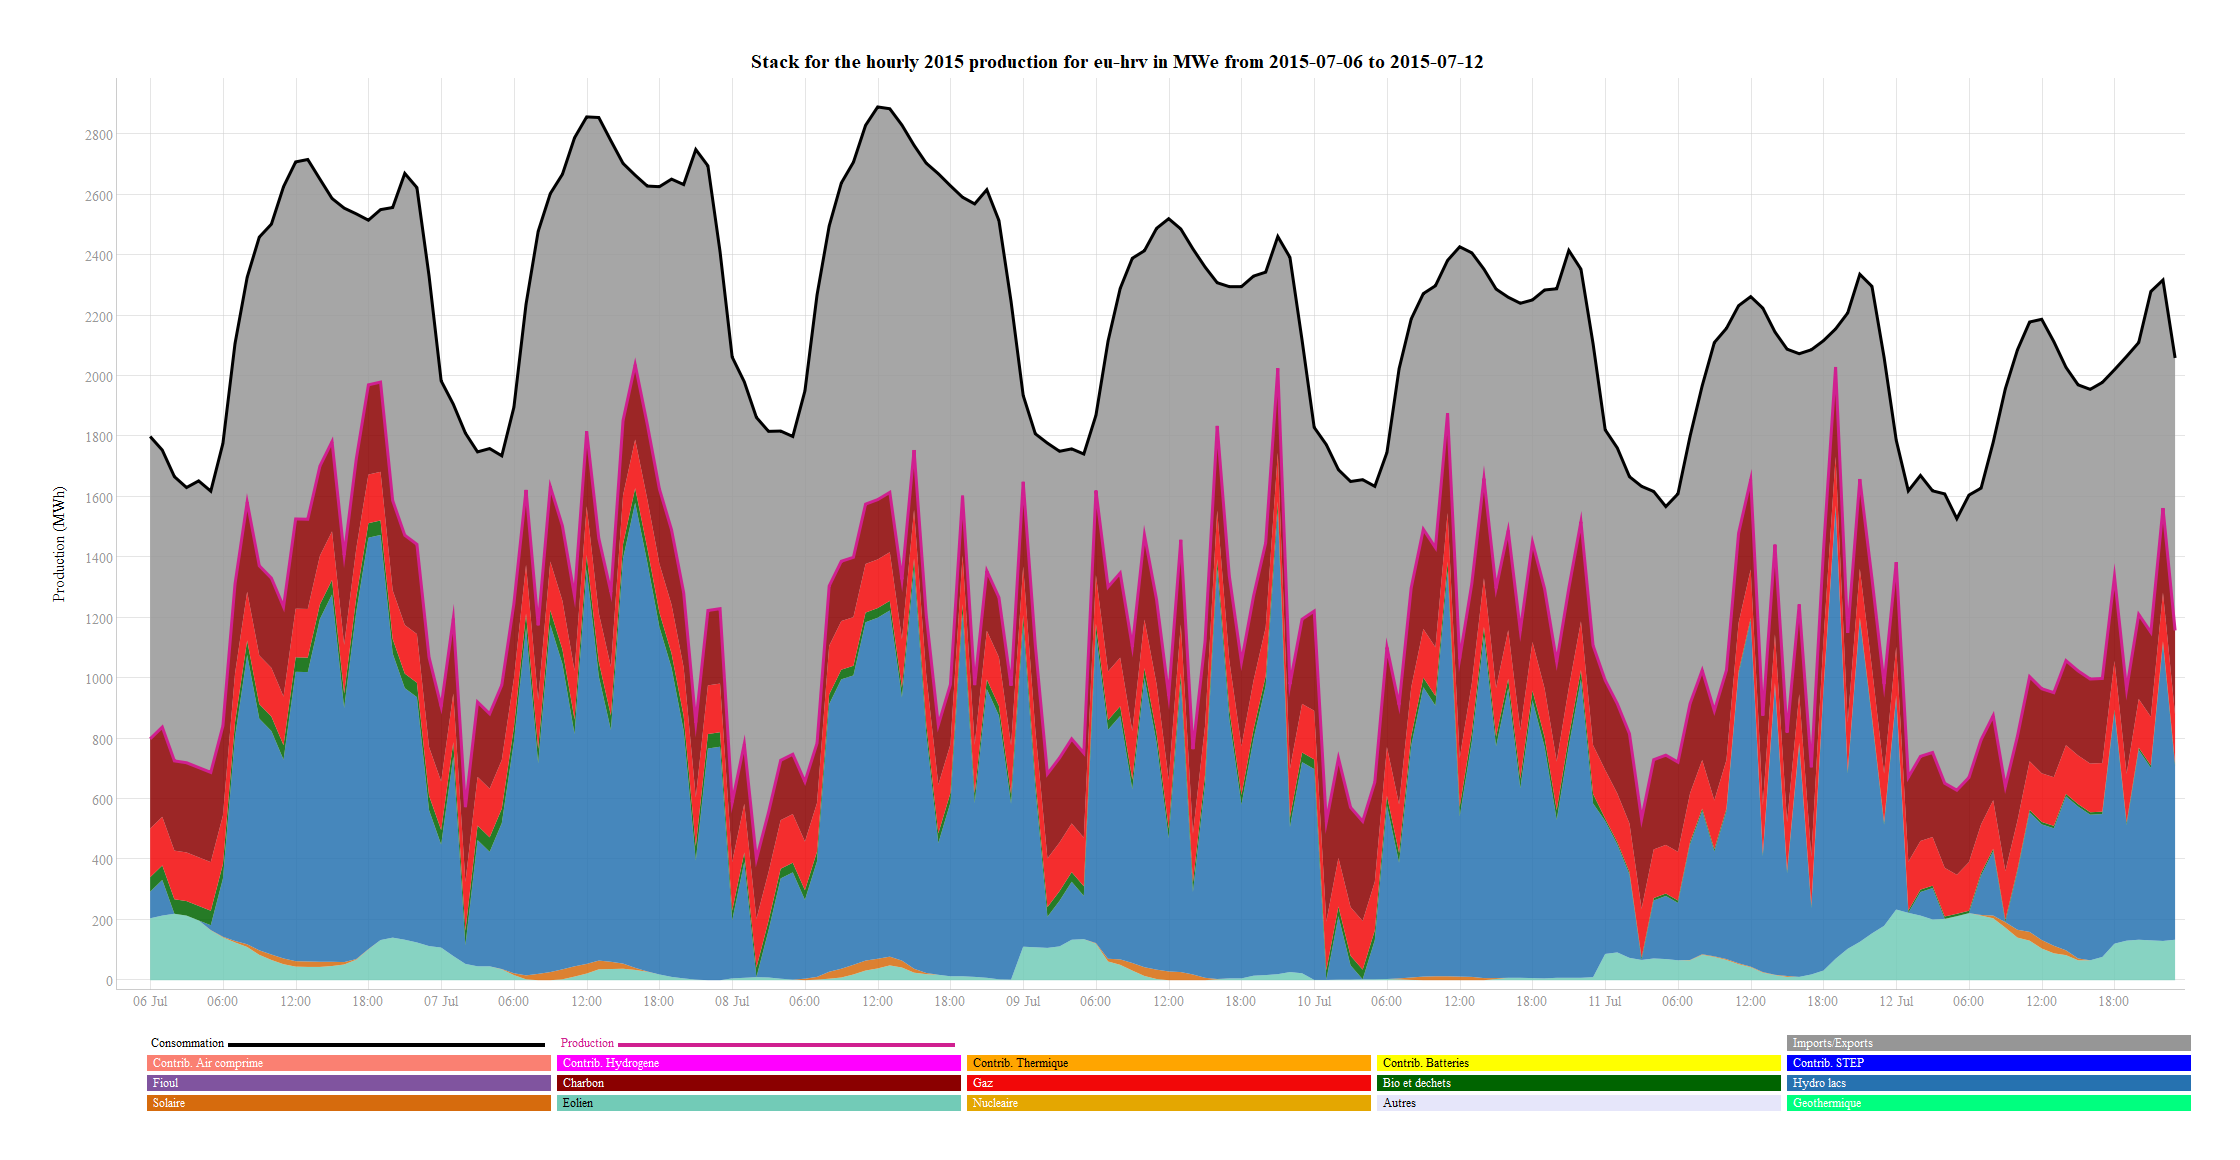 Stack for the hourly 2015 production for eu-hrv in MWe from 2015-07-06 to 2015-07-12
Production (MWh)
2800
2600
2400
2200
2000
1800
1600
1400
1200
1000
800
600
400
200
0
06 Jul 06:00 12:00 18:00 07 Jul 06:00 12:00 18:00 08 Jul 06:00 12:00 18:00 09 Jul 06:00 12:00 18:00 10 Jul 06:00 12:00 18:00 11 Jul 06:00 12:00 18:00 12 Jul 06:00 12:00 18:00
Consommation Production Imports/Exports
Contrib. Air comprime Contrib. Hydrogene Contrib. Thermique Contrib. Batteries Contrib. STEP
Fioul Charbon Gaz Bio et dechets Hydro lacs
Solaire Eolien Nucleaire Autres Geothermique